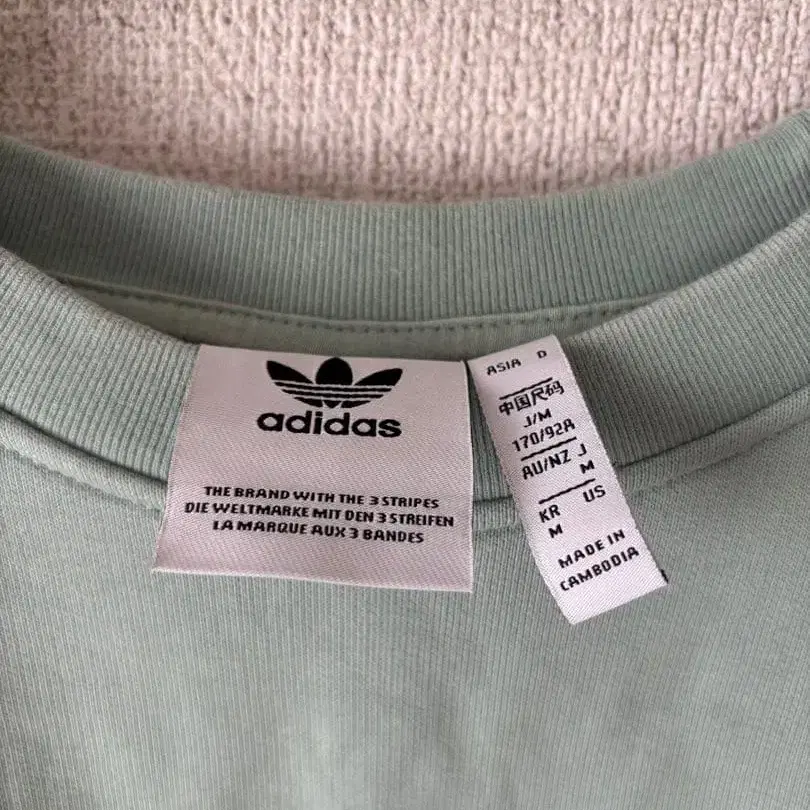 adidas
THE BRAND WITH THE 3 STRIPES
DIE WELTMARKE MIT DEN 3 STREIFEN
LA MARQUE AUX 3 BANDES
ASIA D
中国尺码
J/M
170/92A
AU/NZ J
M
KR US
M
MADE IN
CAMBODIA